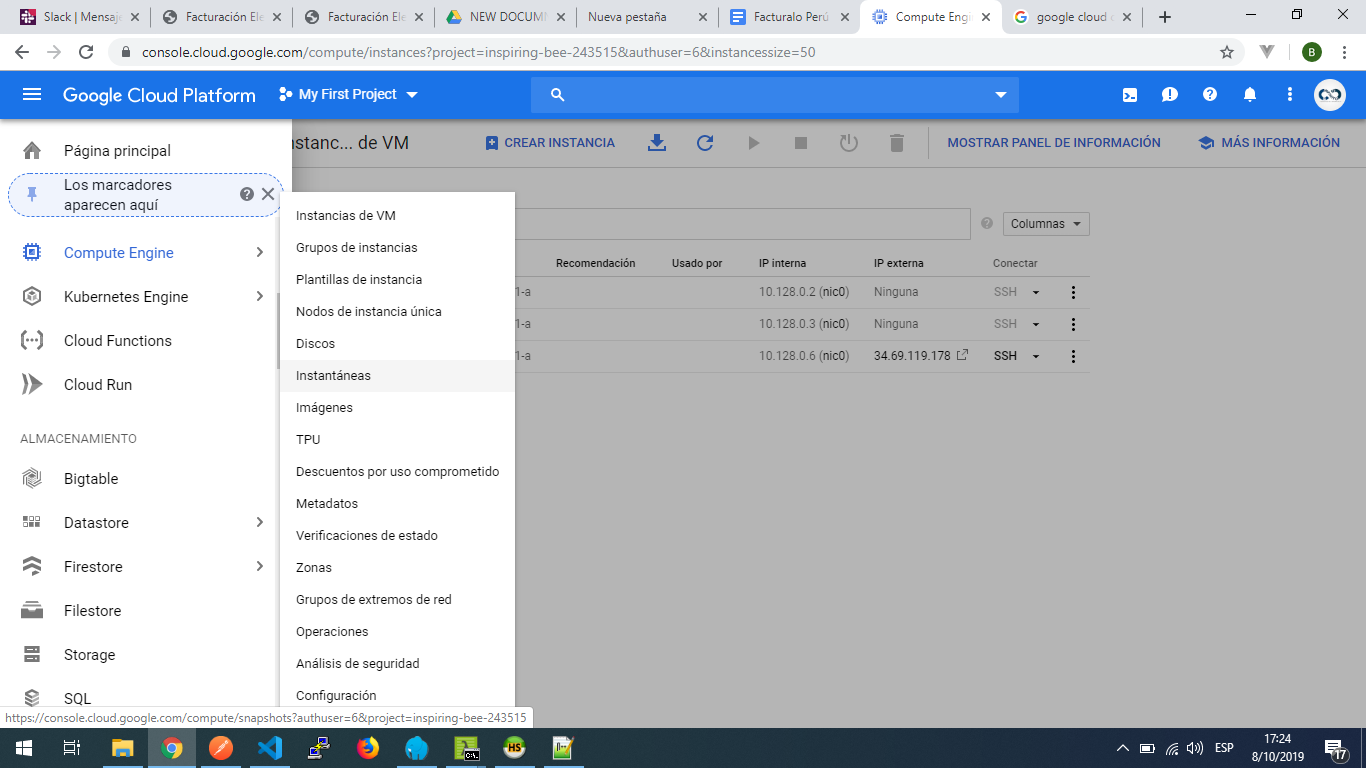 Slack | Mensaje
Facturación Ele
Facturación Ele
NEW DOCUM
Nueva pestaña
Facturalo Perú
Compute Eng
google cloud c
console.cloud.google.com/compute/instances?project=inspiring-bee-243515&authuser=6&instancessize=50
B
Google Cloud Platform
My First Project
Página principal
Los marcadores
aparecen aquí
Compute Engine
Kubernetes Engine
Cloud Functions
Cloud Run
ALMACENAMIENTO
Bigtable
Datastore
Firestore
Filestore
Storage
SQL
Instancias de VM
Grupos de instancias
Plantillas de instancia
Nodos de instancia única
Discos
Instantáneas
Imágenes
TPU
Descuentos por uso comprometido
Metadatos
Verificaciones de estado
Zonas
Grupos de extremos de red
Operaciones
Análisis de seguridad
Configuración
nstanc... de VM
CREAR INSTANCIA
MOSTRAR PANEL DE INFORMACIÓN
MÁS INFORMACIÓN
Columnas
Recomendación Usado por IP interna IP externa Conectar
1-a 10.128.0.2 (nic0) Ninguna SSH
1-a 10.128.0.3 (nic0) Ninguna SSH
1-a 10.128.0.6 (nic0) 34.69.119.178 SSH
https://console.cloud.google.com/compute/snapshots?authuser=6&project=inspiring-bee-243515
HS
ESP
17:24
8/10/2019
17